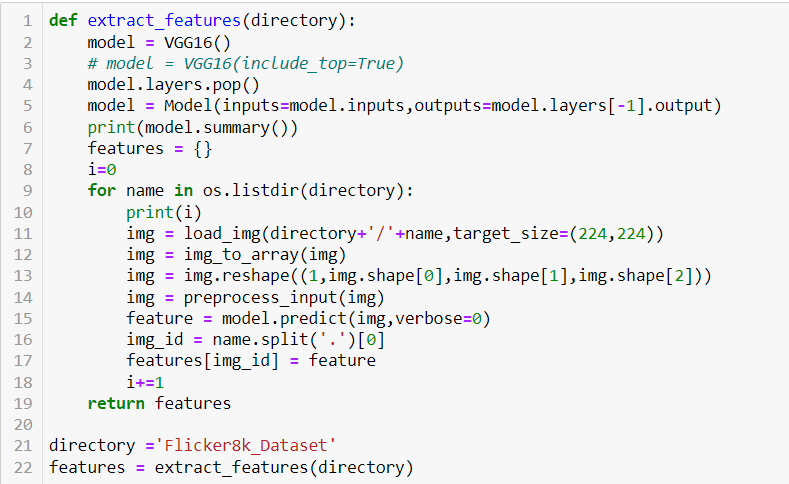 1 def extract_features(directory):
2     model = VGG16()
3     # model = VGG16(include_top=True)
4     model.layers.pop()
5     model = Model(inputs=model.inputs,outputs=model.layers[-1].output)
6     print(model.summary())
7     features = {}
8     i=0
9     for name in os.listdir(directory):
10         print(i)
11         img = load_img(directory+'/'+name,target_size=(224,224))
12         img = img_to_array(img)
13         img = img.reshape((1,img.shape[0],img.shape[1],img.shape[2]))
14         img = preprocess_input(img)
15         feature = model.predict(img,verbose=0)
16         img_id = name.split('.')[0]
17         features[img_id] = feature
18         i+=1
19     return features
20
21 directory ='Flicker8k_Dataset'
22 features = extract_features(directory)